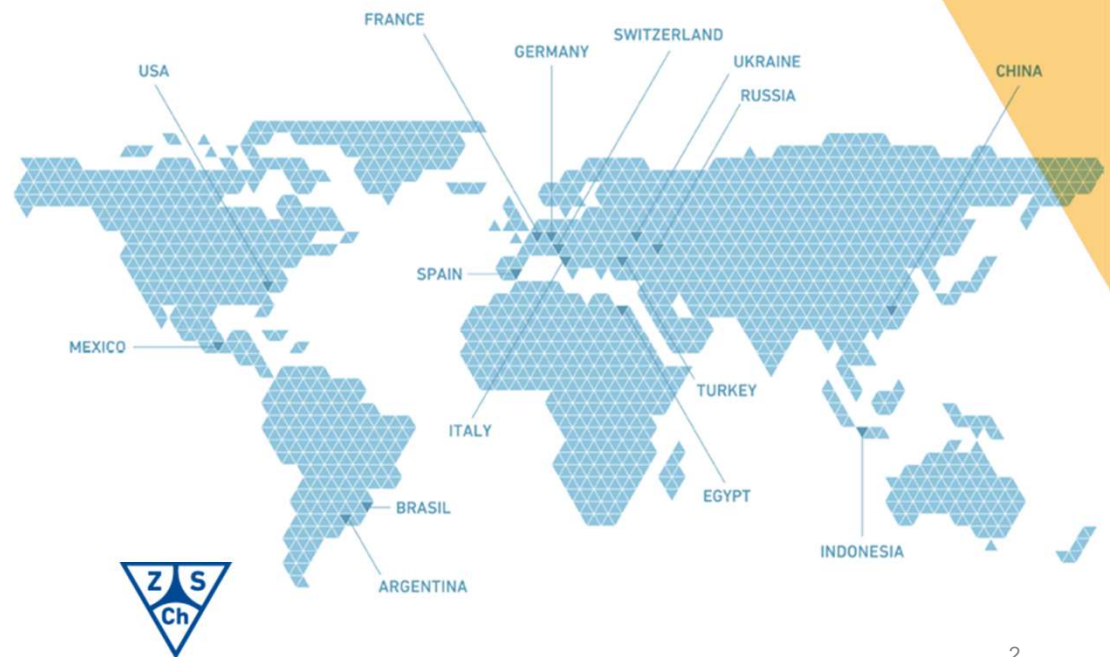 FRANCE
SWITZERLAND
GERMANY
UKRAINE
USA
CHINA
RUSSIA
SPAIN
MEXICO
TURKEY
ITALY
EGYPT
BRASIL
INDONESIA
ARGENTINA
Z S
Ch
2